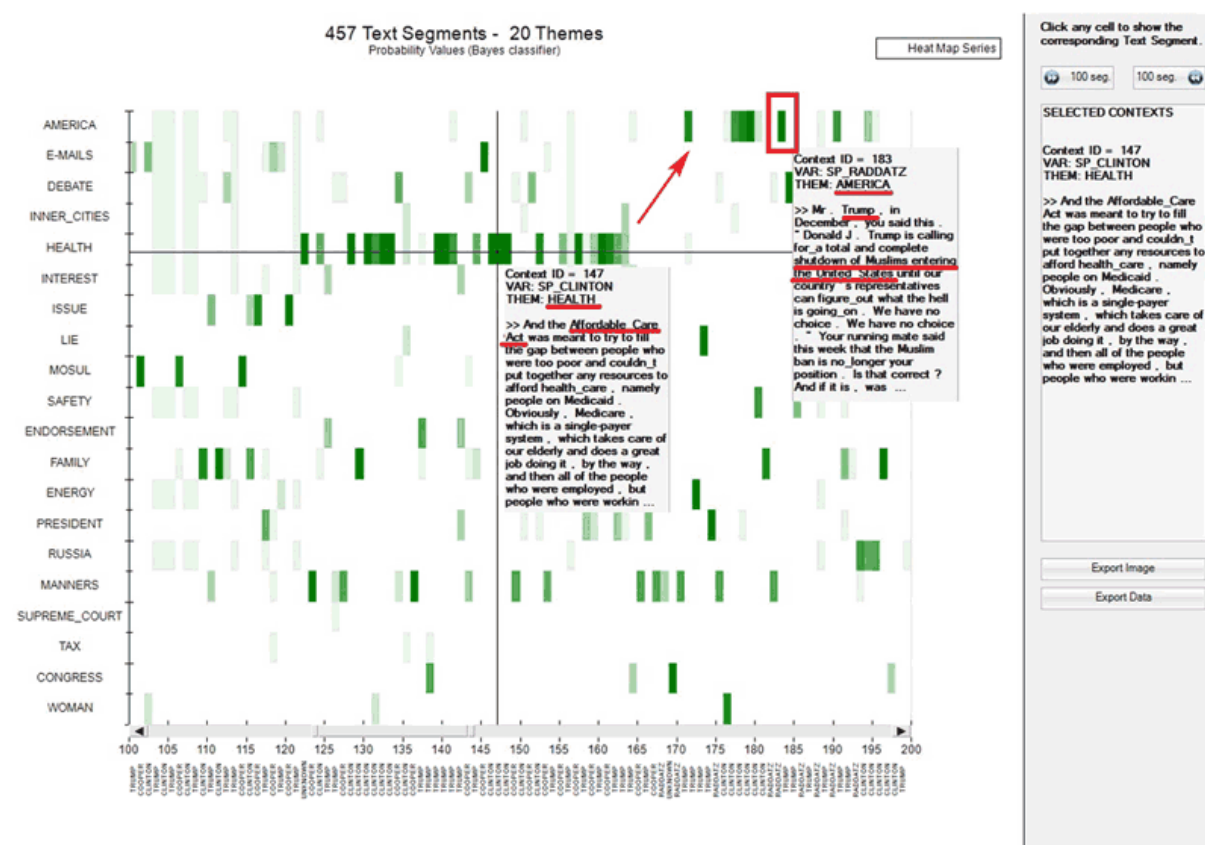 457 Text Segments - 20 Themes
Probability Values (Bayes classifier)
Heat Map Series
AMERICA
E-MAILS
DEBATE
INNER_CITIES
HEALTH
INTEREST
ISSUE
LIE
MOSUL
SAFETY
ENDORSEMENT
FAMILY
ENERGY
PRESIDENT
RUSSIA
MANNERS
SUPREME_COURT
TAX
CONGRESS
WOMAN
100 105 110 115 120 125 130 135 140 145 150 155 160 165 170 175 180 185 190 195 200
Context ID = 147
VAR: SP_CLINTON
THEM: HEALTH
>> And the Affordable_Care
Act was meant to try to fill
the gap between people who
were too poor and couldn_t
put together any resources to
afford health_care , namely
people on Medicaid .
Obviously , Medicare ,
which is a single-payer
system , which takes care of
our elderly and does a great
job doing it , by the way ,
and then all of the people
who were employed , but
people who were workin ...
Context ID = 183
VAR: SP_RADDATZ
THEM: AMERICA
>> Mr . Trump , in
December , you said this .
" Donald J . Trump is calling
for_a total and complete
shutdown of Muslims entering
the United_States until our
country ' s representatives
can figure_out what the hell
is going_on . We have no
choice . We have no choice
. " Your running mate said
this week that the Muslim
ban is no_longer your
position . Is that correct ?
And if it is , was ...
Click any cell to show the
corresponding Text Segment.
100 seg.
100 seg.
SELECTED CONTEXTS
Context ID = 147
VAR: SP_CLINTON
THEM: HEALTH
>> And the Affordable_Care
Act was meant to try to fill
the gap between people who
were too poor and couldn_t
put together any resources to
afford health_care , namely
people on Medicaid .
Obviously , Medicare ,
which is a single-payer
system , which takes care of
our elderly and does a great
job doing it , by the way ,
and then all of the people
who were employed , but
people who were workin ...
Export Image
Export Data